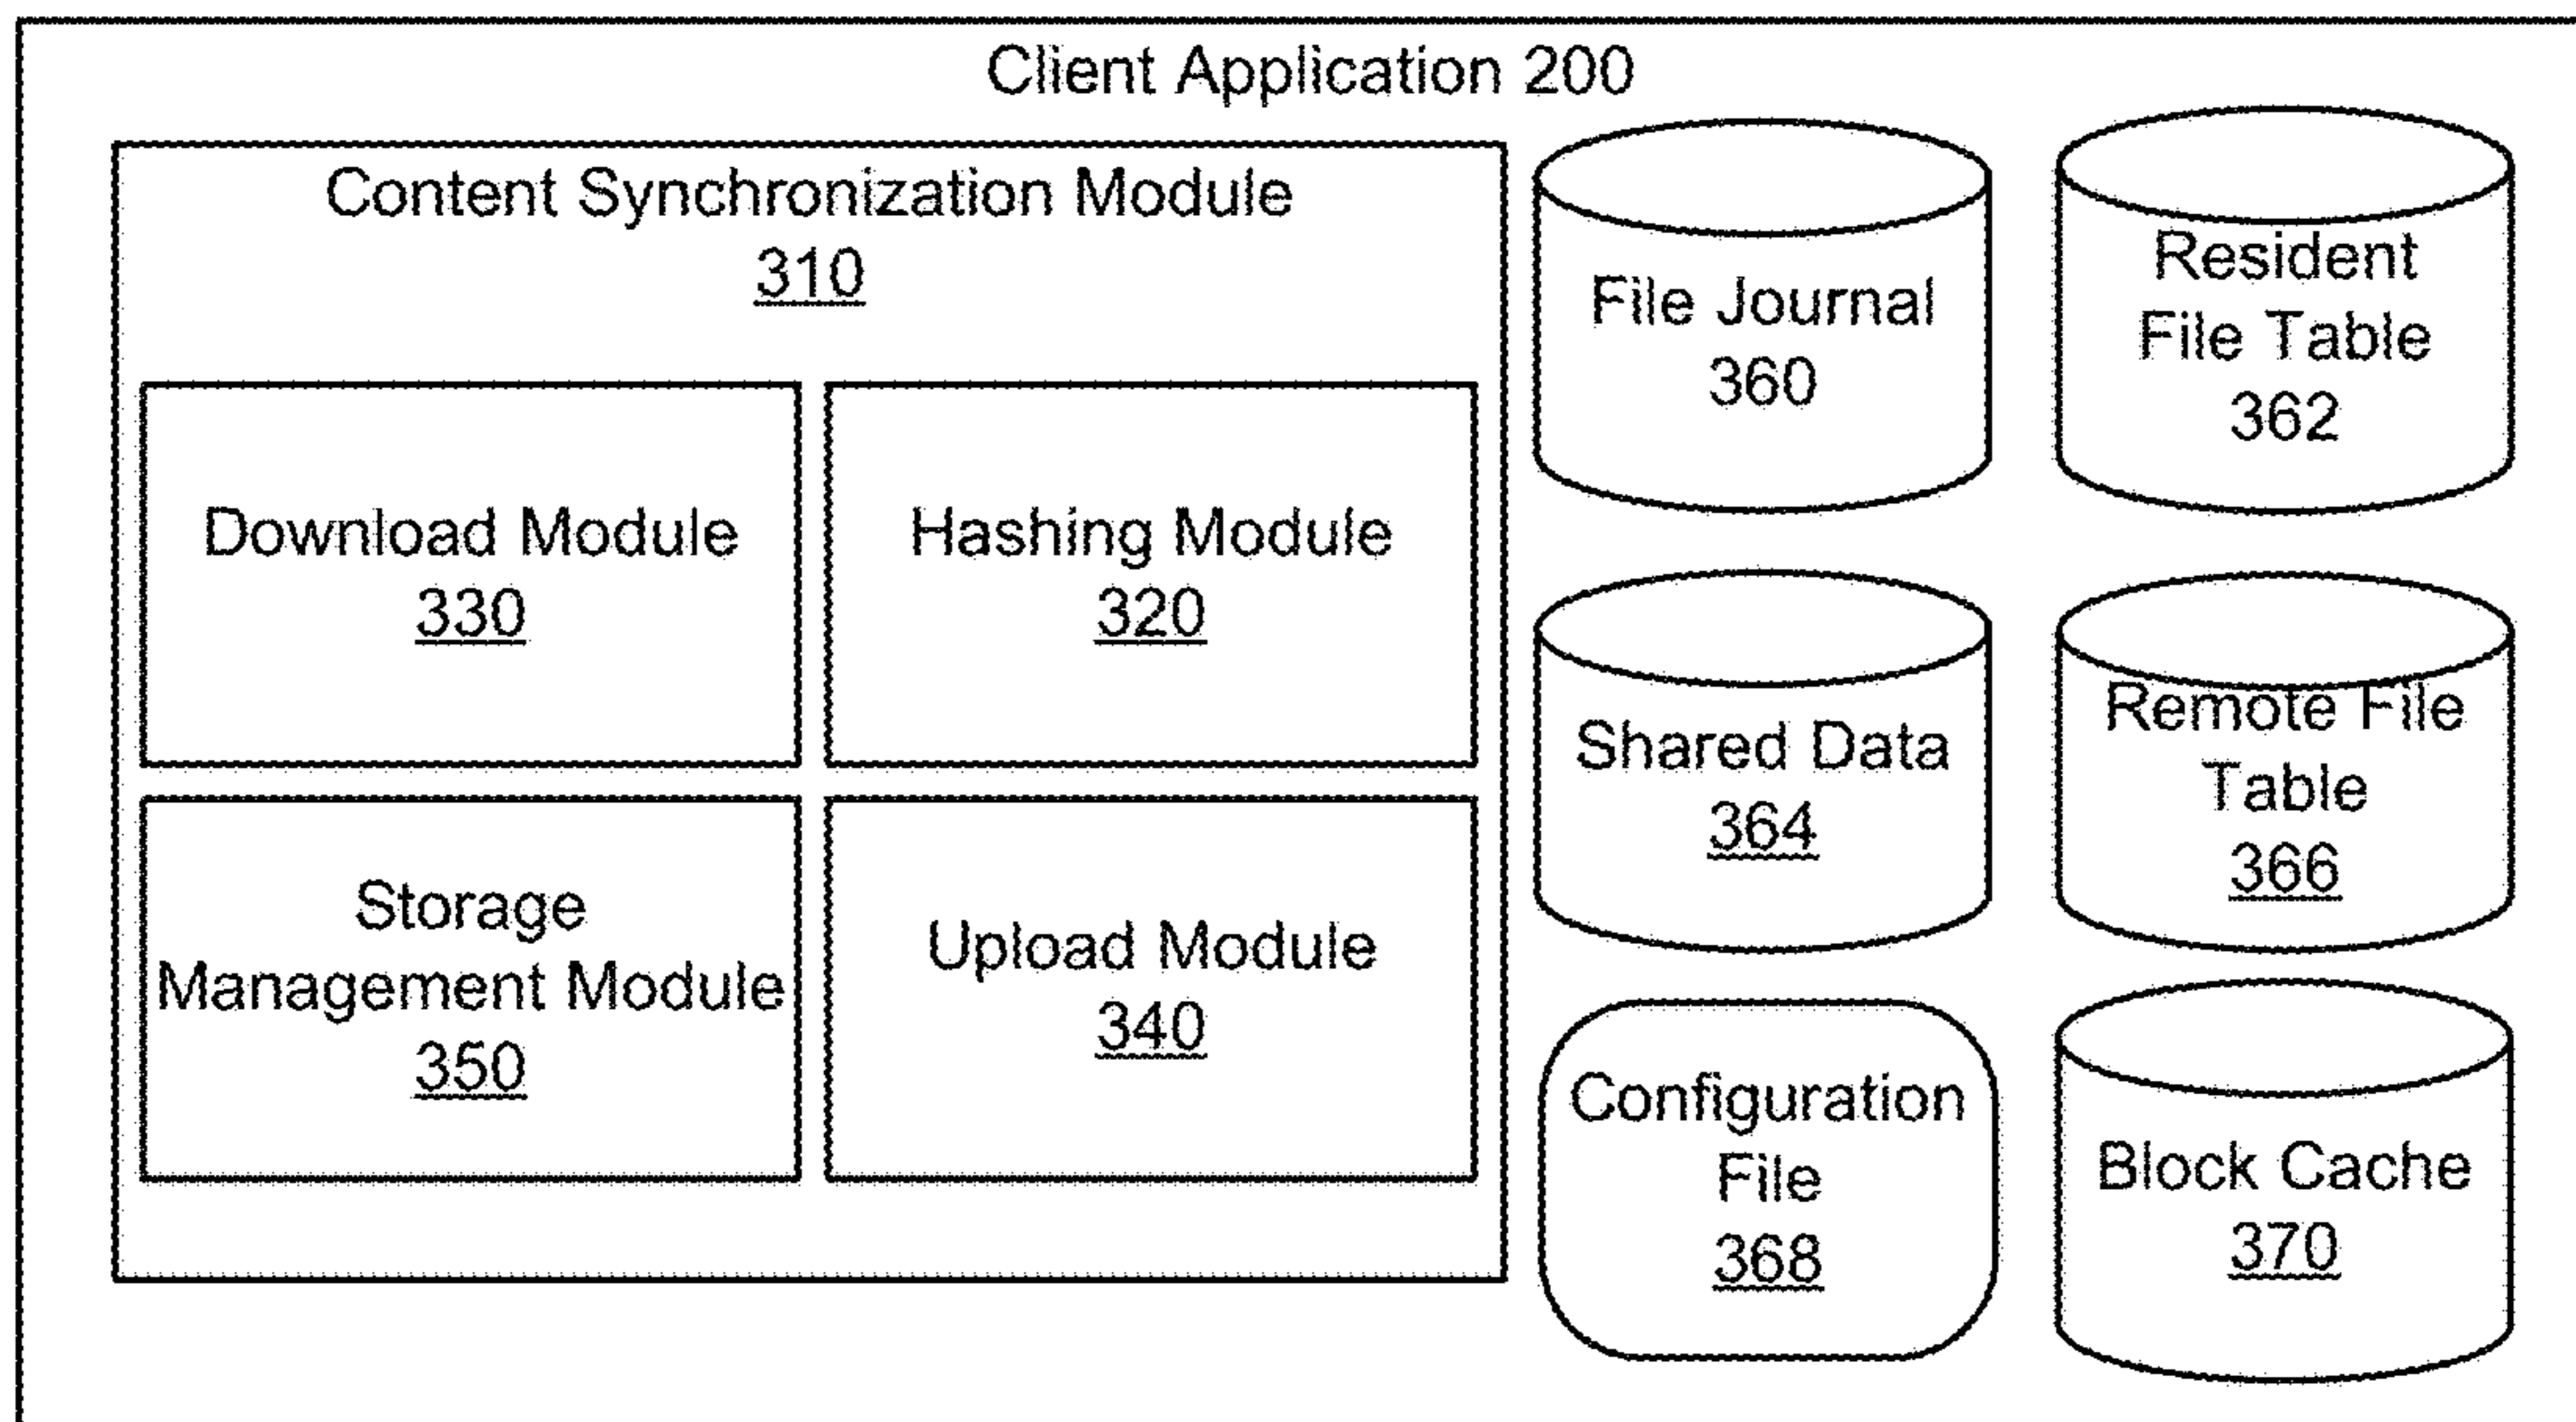 Client Application 200
Content Synchronization Module
310
Download Module
330
Hashing Module
320
Storage
Management Module
350
Upload Module
340
File Journal
360
Resident
File Table
362
Shared Data
364
Remote File
Table
366
Configuration
File
368
Block Cache
370